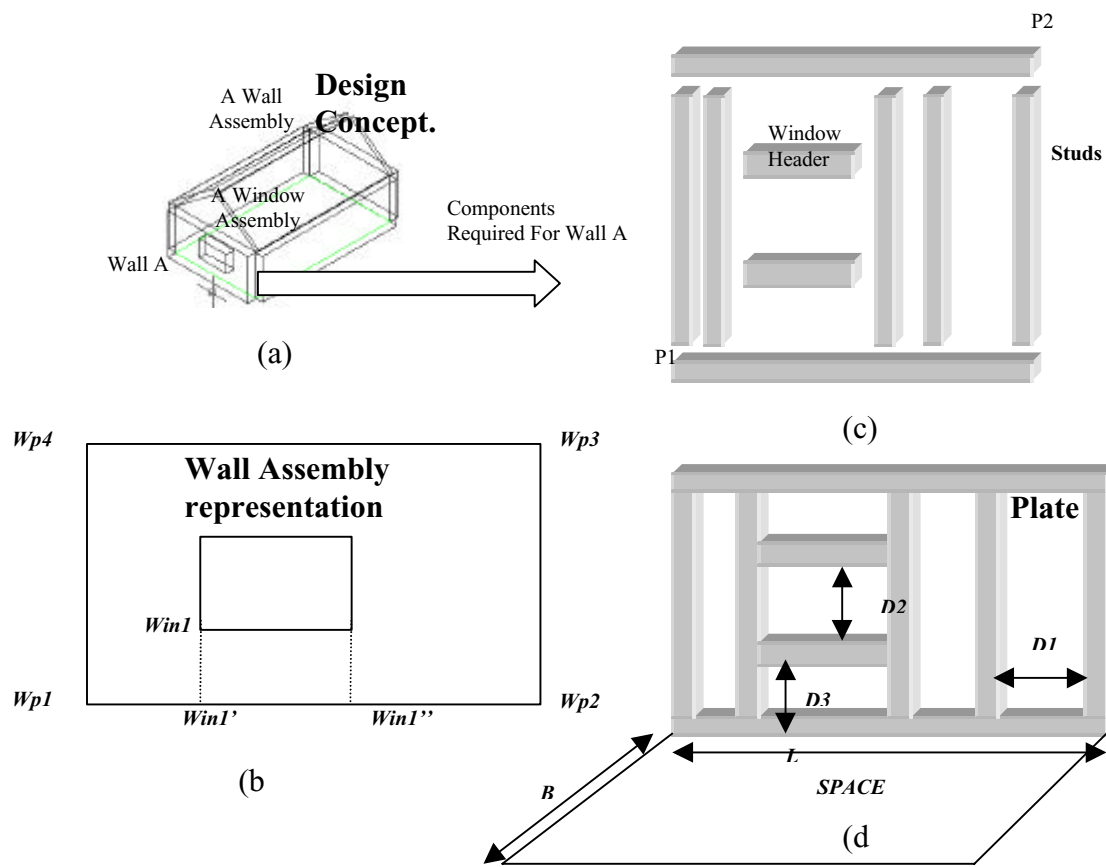 A Wall
Assembly
Design
Concept.
A Window
Assembly
Wall A
Components
Required For Wall A
(a)
P2
Window
Header
Studs
P1
(c)
Wp4
Wp3
Wall Assembly
representation
Win1
Wp1
Wp2
Win1’
Win1’’
(b
Plate
D2
D1
D3
L
B
SPACE
(d